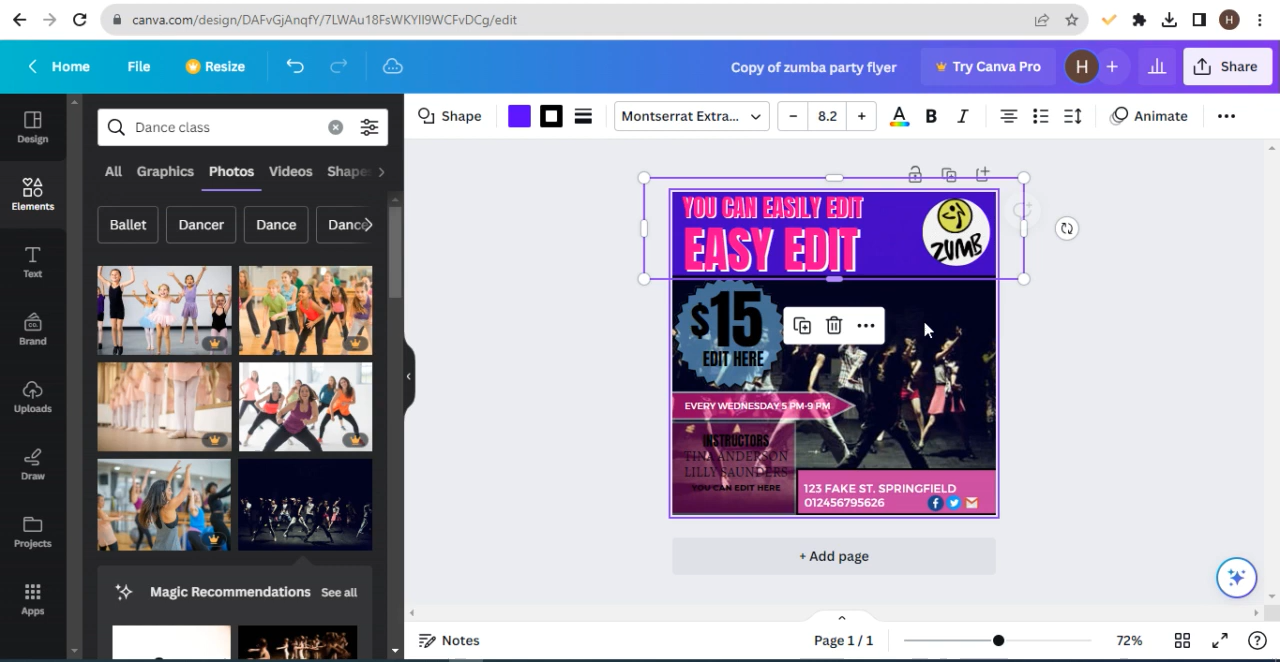 canva.com/design/DAFvGjAnqfY/7LWAu18FsWKYII9WCFvDCg/edit
H
Home
File
Resize
Copy of zumba party flyer
Try Canva Pro
H
Share
Design
Elements
Text
Brand
Uploads
Draw
Projects
Apps
Dance class
All
Graphics
Photos
Videos
Shape
Ballet
Dancer
Dance
Dance
Magic Recommendations
See all
Shape
Montserrat Extra...
8.2
A
B
I
Animate
YOU CAN EASILY EDIT
EASY EDIT
ZUMB
$15
EDIT HERE
EVERY WEDNESDAY 5 PM-9 PM
INSTRUCTORS
TINA ANDERSON
LILLY SAUNDERS
YOU CAN EDIT HERE
123 FAKE ST. SPRINGFIELD
012456795626
+ Add page
Notes
Page 1 / 1
72%